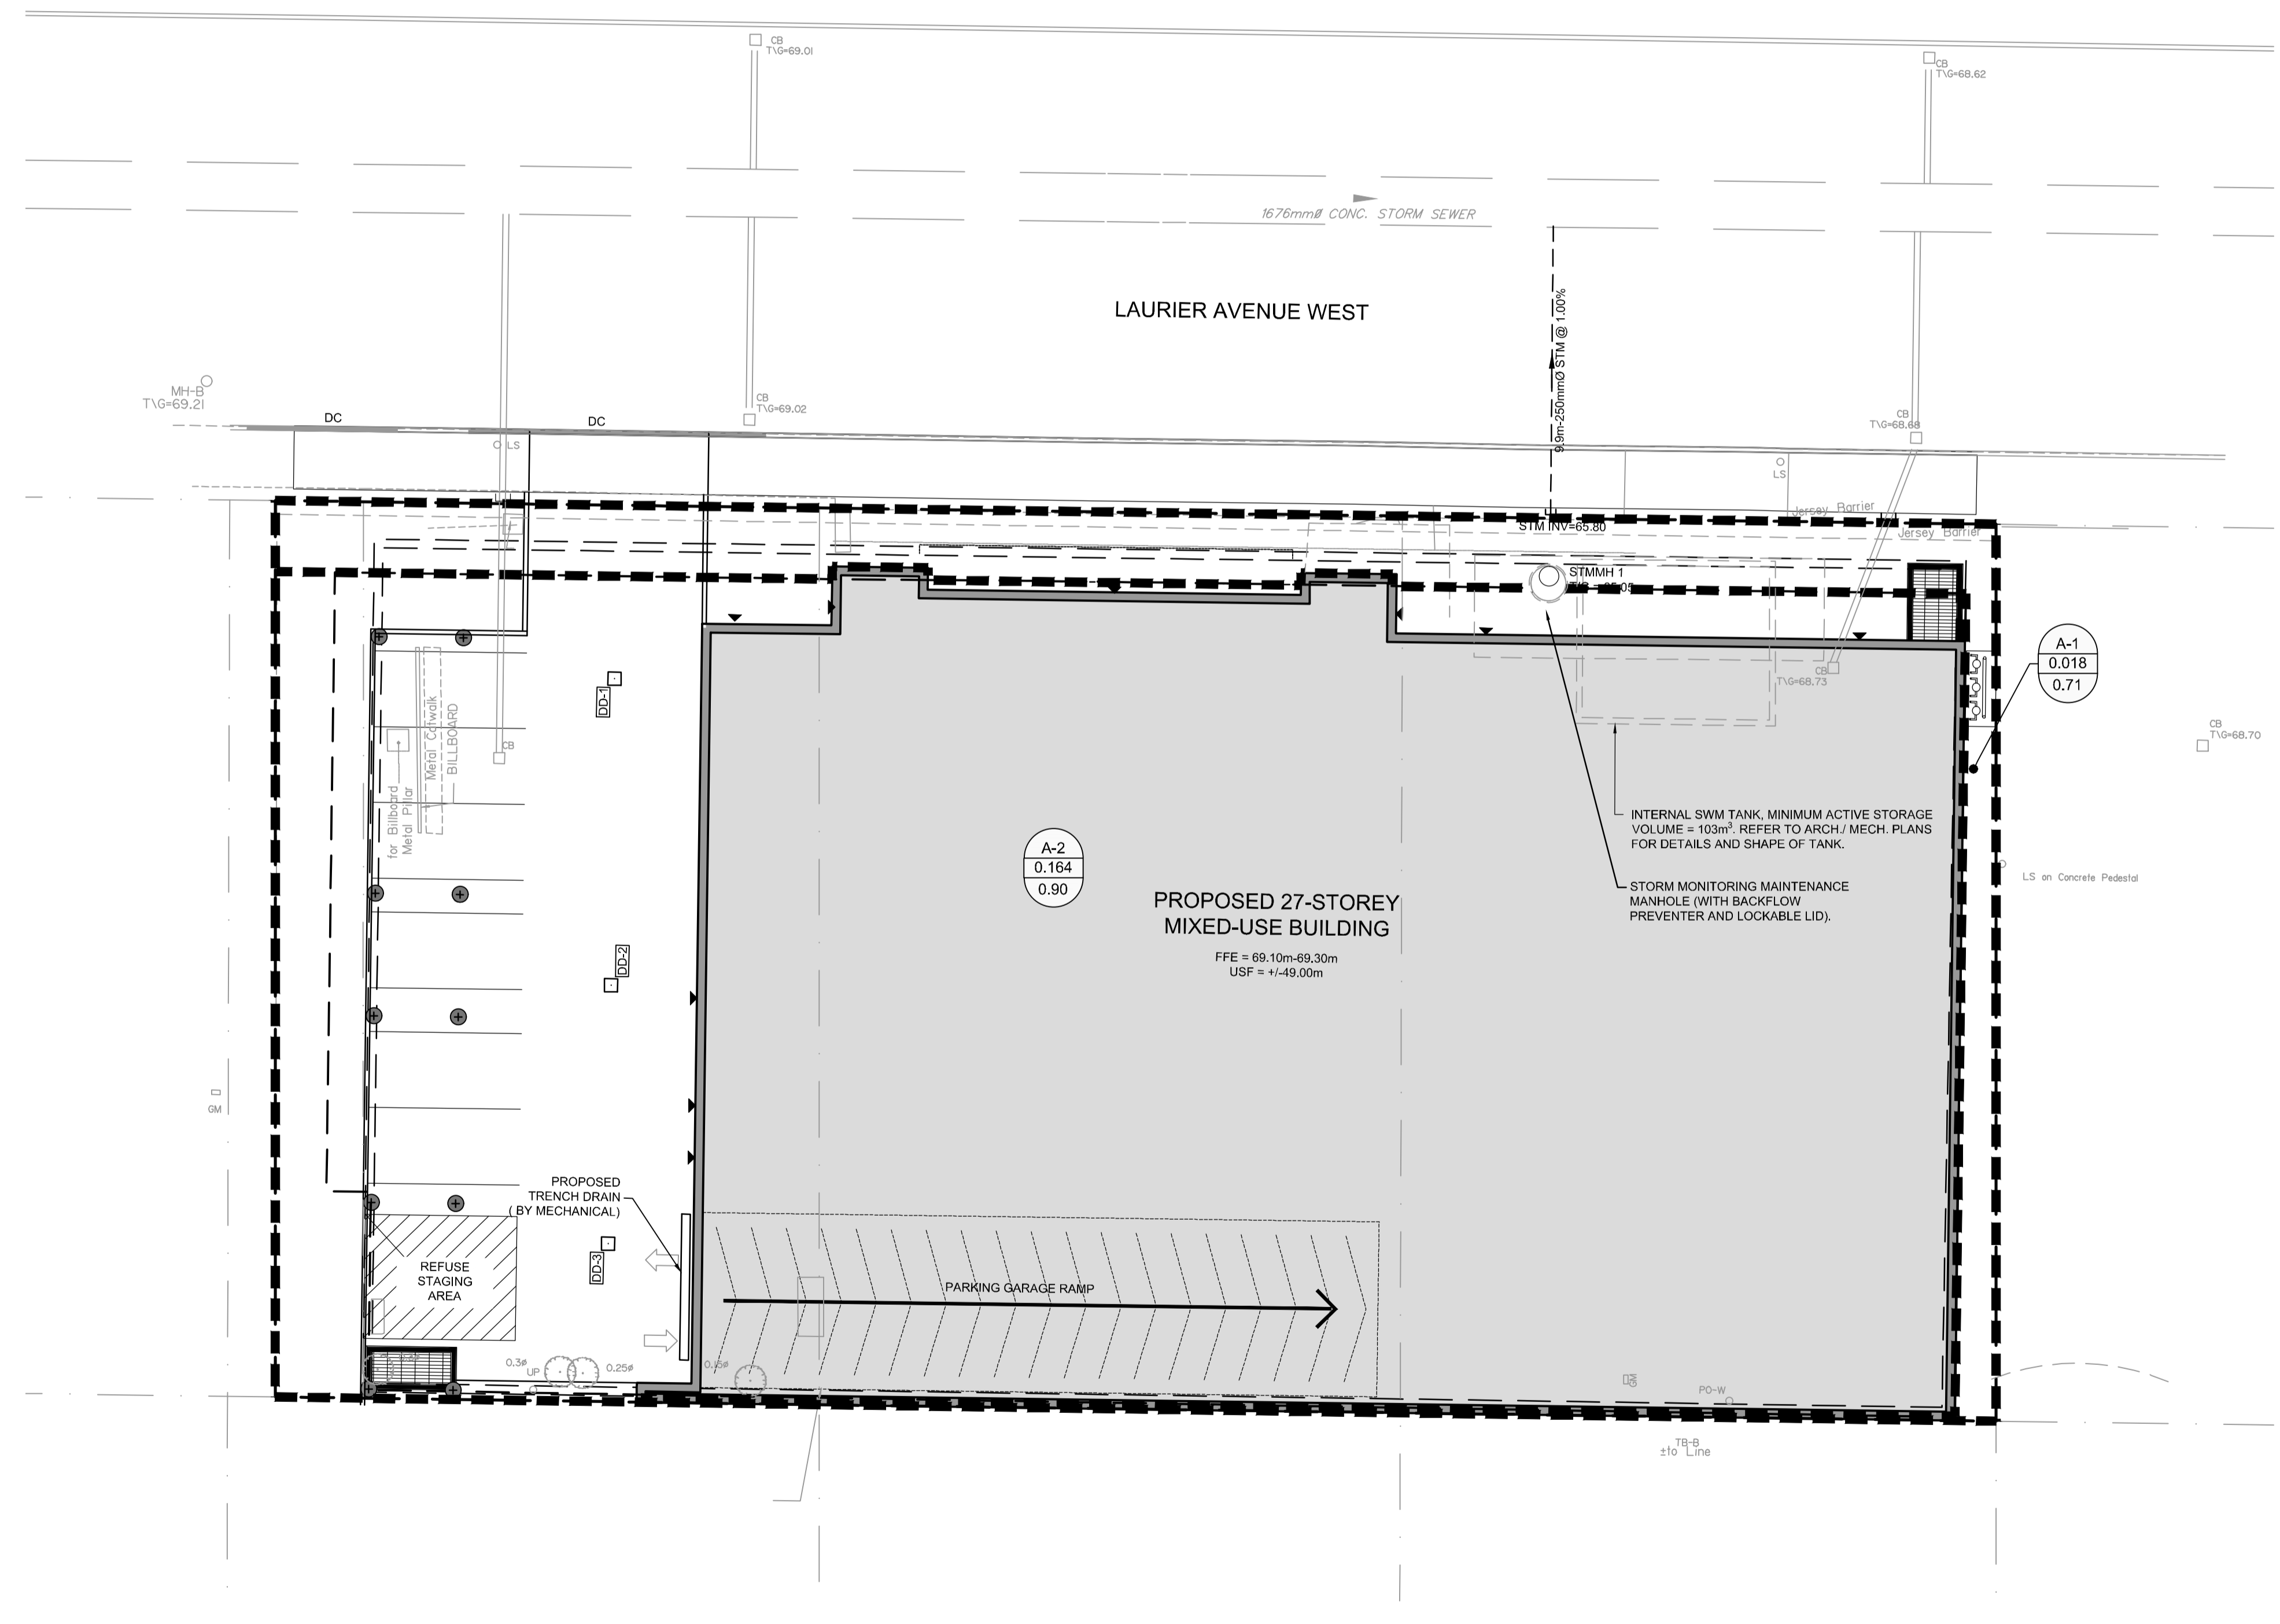 CB
T\G=69.01
CB
T\G=68.62
1676mmØ CONC. STORM SEWER
LAURIER AVENUE WEST
9.9m-250mmØ STM @ 1.00%
MH-B
T\G=69.21
DC
DC
CB
T\G=69.02
CB
T\G=68.68
LS
LS
Jersey Barrier
Jersey Barrier
STM INV=65.80
STMMH 1
A-1
0.018
0.71
CB
T\G=68.73
CB
T\G=68.70
DD-1
Metal Catwalk
BILLBOARD
for Billboard
Metal Pillar
CB
INTERNAL SWM TANK, MINIMUM ACTIVE STORAGE
VOLUME = 103m³. REFER TO ARCH./ MECH. PLANS
FOR DETAILS AND SHAPE OF TANK.
A-2
0.164
0.90
STORM MONITORING MAINTENANCE
MANHOLE (WITH BACKFLOW
PREVENTER AND LOCKABLE LID).
LS on Concrete Pedestal
PROPOSED 27-STOREY
MIXED-USE BUILDING
FFE = 69.10m-69.30m
USF = +/-49.00m
DD-2
GM
PROPOSED
TRENCH DRAIN
( BY MECHANICAL)
DD-3
REFUSE
STAGING
AREA
PARKING GARAGE RAMP
0.3ø
UP
0.25ø
0.15ø
GM
PO-W
TB-B
±to Line